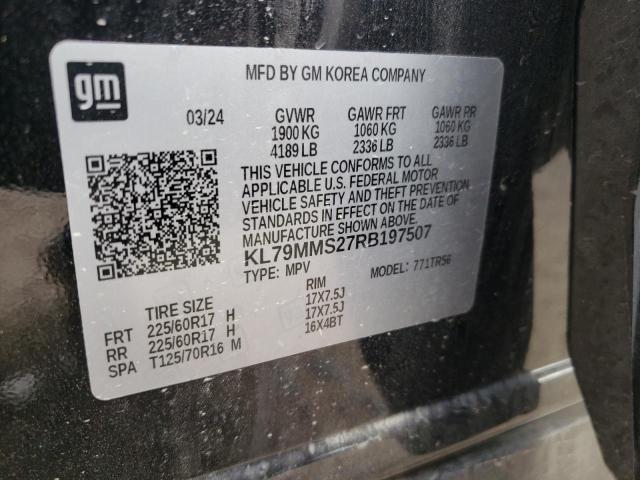 gm
MFD BY GM KOREA COMPANY
03/24 GVWR GAWR FRT GAWR RR
1900 KG 1060 KG 1060 KG
4189 LB 2336 LB 2336 LB
THIS VEHICLE CONFORMS TO ALL
APPLICABLE U.S. FEDERAL MOTOR
VEHICLE SAFETY AND THEFT PREVENTION
STANDARDS IN EFFECT ON THE DATE OF
MANUFACTURE SHOWN ABOVE.
KL79MMS27RB197507
TYPE: MPV MODEL: 771TR56
TIRE SIZE RIM
FRT 225/60R17 H 17X7.5J
RR 225/60R17 H 17X7.5J
SPA T125/70R16 M 16X4BT